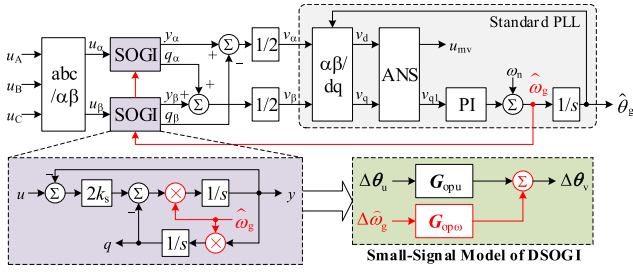 Standard PLL
u_A
u_B
u_C
abc
/αβ
u_α
u_β
SOGI
SOGI
y_α
q_α
y_β
q_β
+
−
+
+
Σ
Σ
1/2
1/2
v_α
v_β
αβ/
dq
v_d
v_q
ANS
u_mv
v_q1
PI
ω_n
Σ
ω̂_g
1/s
θ̂_g
u
−
Σ
2k_s
−
Σ
×
1/s
y
ω̂_g
q
1/s
×
Δθ_u
G_opu
Σ
Δθ_v
Δω̂_g
G_opω
Small-Signal Model of DSOGI